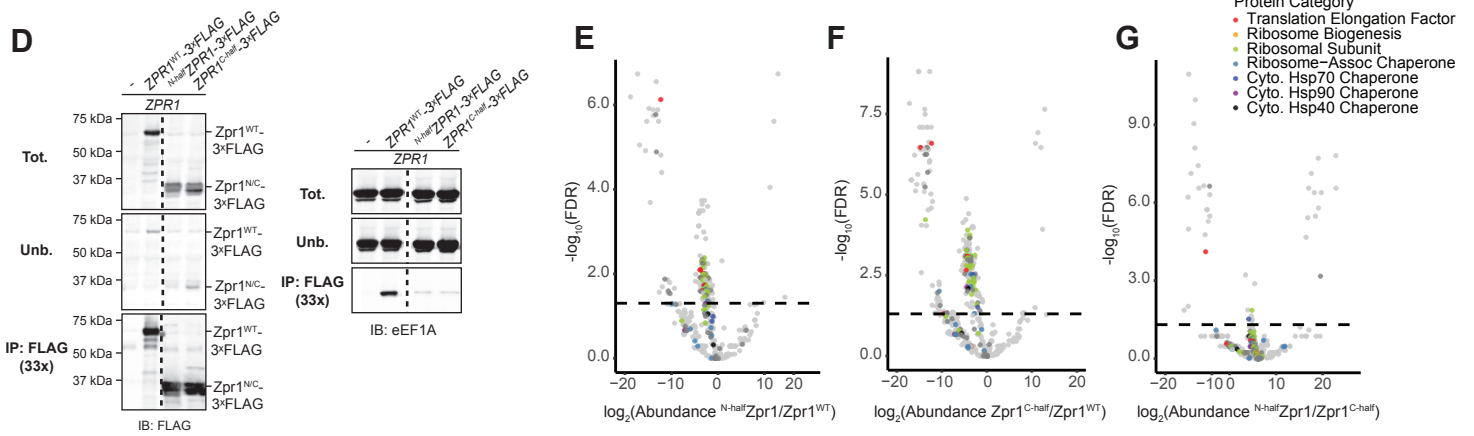 D
-
ZPR1WT-3xFLAG
N-halfZPR1-3xFLAG
ZPR1C-half-3xFLAG
ZPR1
75 kDa
50 kDa
37 kDa
Tot.
Zpr1WT-
3xFLAG
Zpr1N/C-
3xFLAG
75 kDa
50 kDa
37 kDa
Unb.
Zpr1WT-
3xFLAG
Zpr1N/C-
3xFLAG
75 kDa
50 kDa
37 kDa
IP: FLAG
(33x)
Zpr1WT-
3xFLAG
Zpr1N/C-
3xFLAG
IB: FLAG
-
ZPR1WT-3xFLAG
N-halfZPR1-3xFLAG
ZPR1C-half-3xFLAG
ZPR1
Tot.
Unb.
IP: FLAG
(33x)
IB: eEF1A
E
-log10(FDR)
6.0
4.0
2.0
0.0
−20
−10
0
10
20
log2(Abundance N-halfZpr1/Zpr1WT)
F
-log10(FDR)
7.5
5.0
2.5
0.0
−20
−10
0
10
20
log2(Abundance Zpr1C-half/Zpr1WT)
G
Protein Category
Translation Elongation Factor
Ribosome Biogenesis
Ribosomal Subunit
Ribosome−Assoc Chaperone
Cyto. Hsp70 Chaperone
Cyto. Hsp90 Chaperone
Cyto. Hsp40 Chaperone
-log10(FDR)
9.0
6.0
3.0
0.0
−20
−10
0
10
20
log2(Abundance N-halfZpr1/Zpr1C-half)